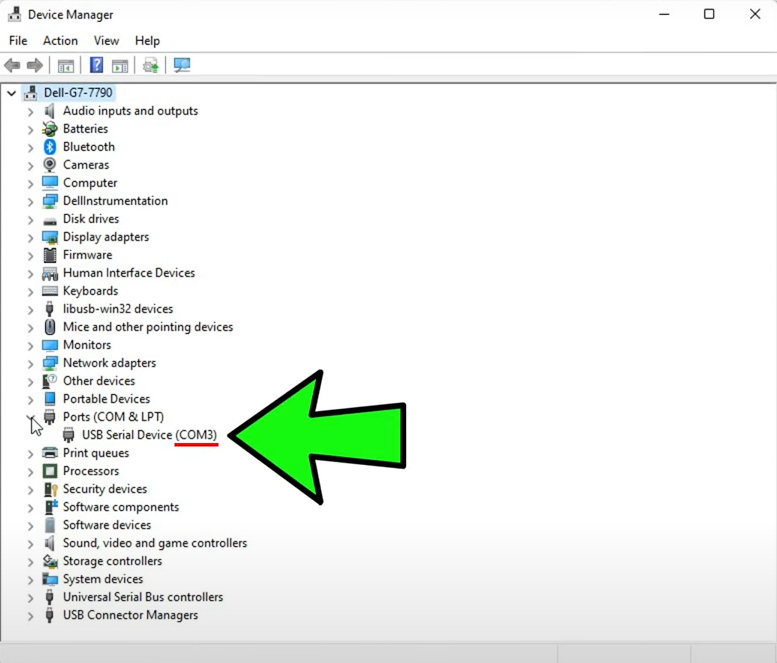 Device Manager
File Action View Help
Dell-G7-7790
Audio inputs and outputs
Batteries
Bluetooth
Cameras
Computer
DellInstrumentation
Disk drives
Display adapters
Firmware
Human Interface Devices
Keyboards
libusb-win32 devices
Mice and other pointing devices
Monitors
Network adapters
Other devices
Portable Devices
Ports (COM & LPT)
USB Serial Device (COM3)
Print queues
Processors
Security devices
Software components
Software devices
Sound, video and game controllers
Storage controllers
System devices
Universal Serial Bus controllers
USB Connector Managers